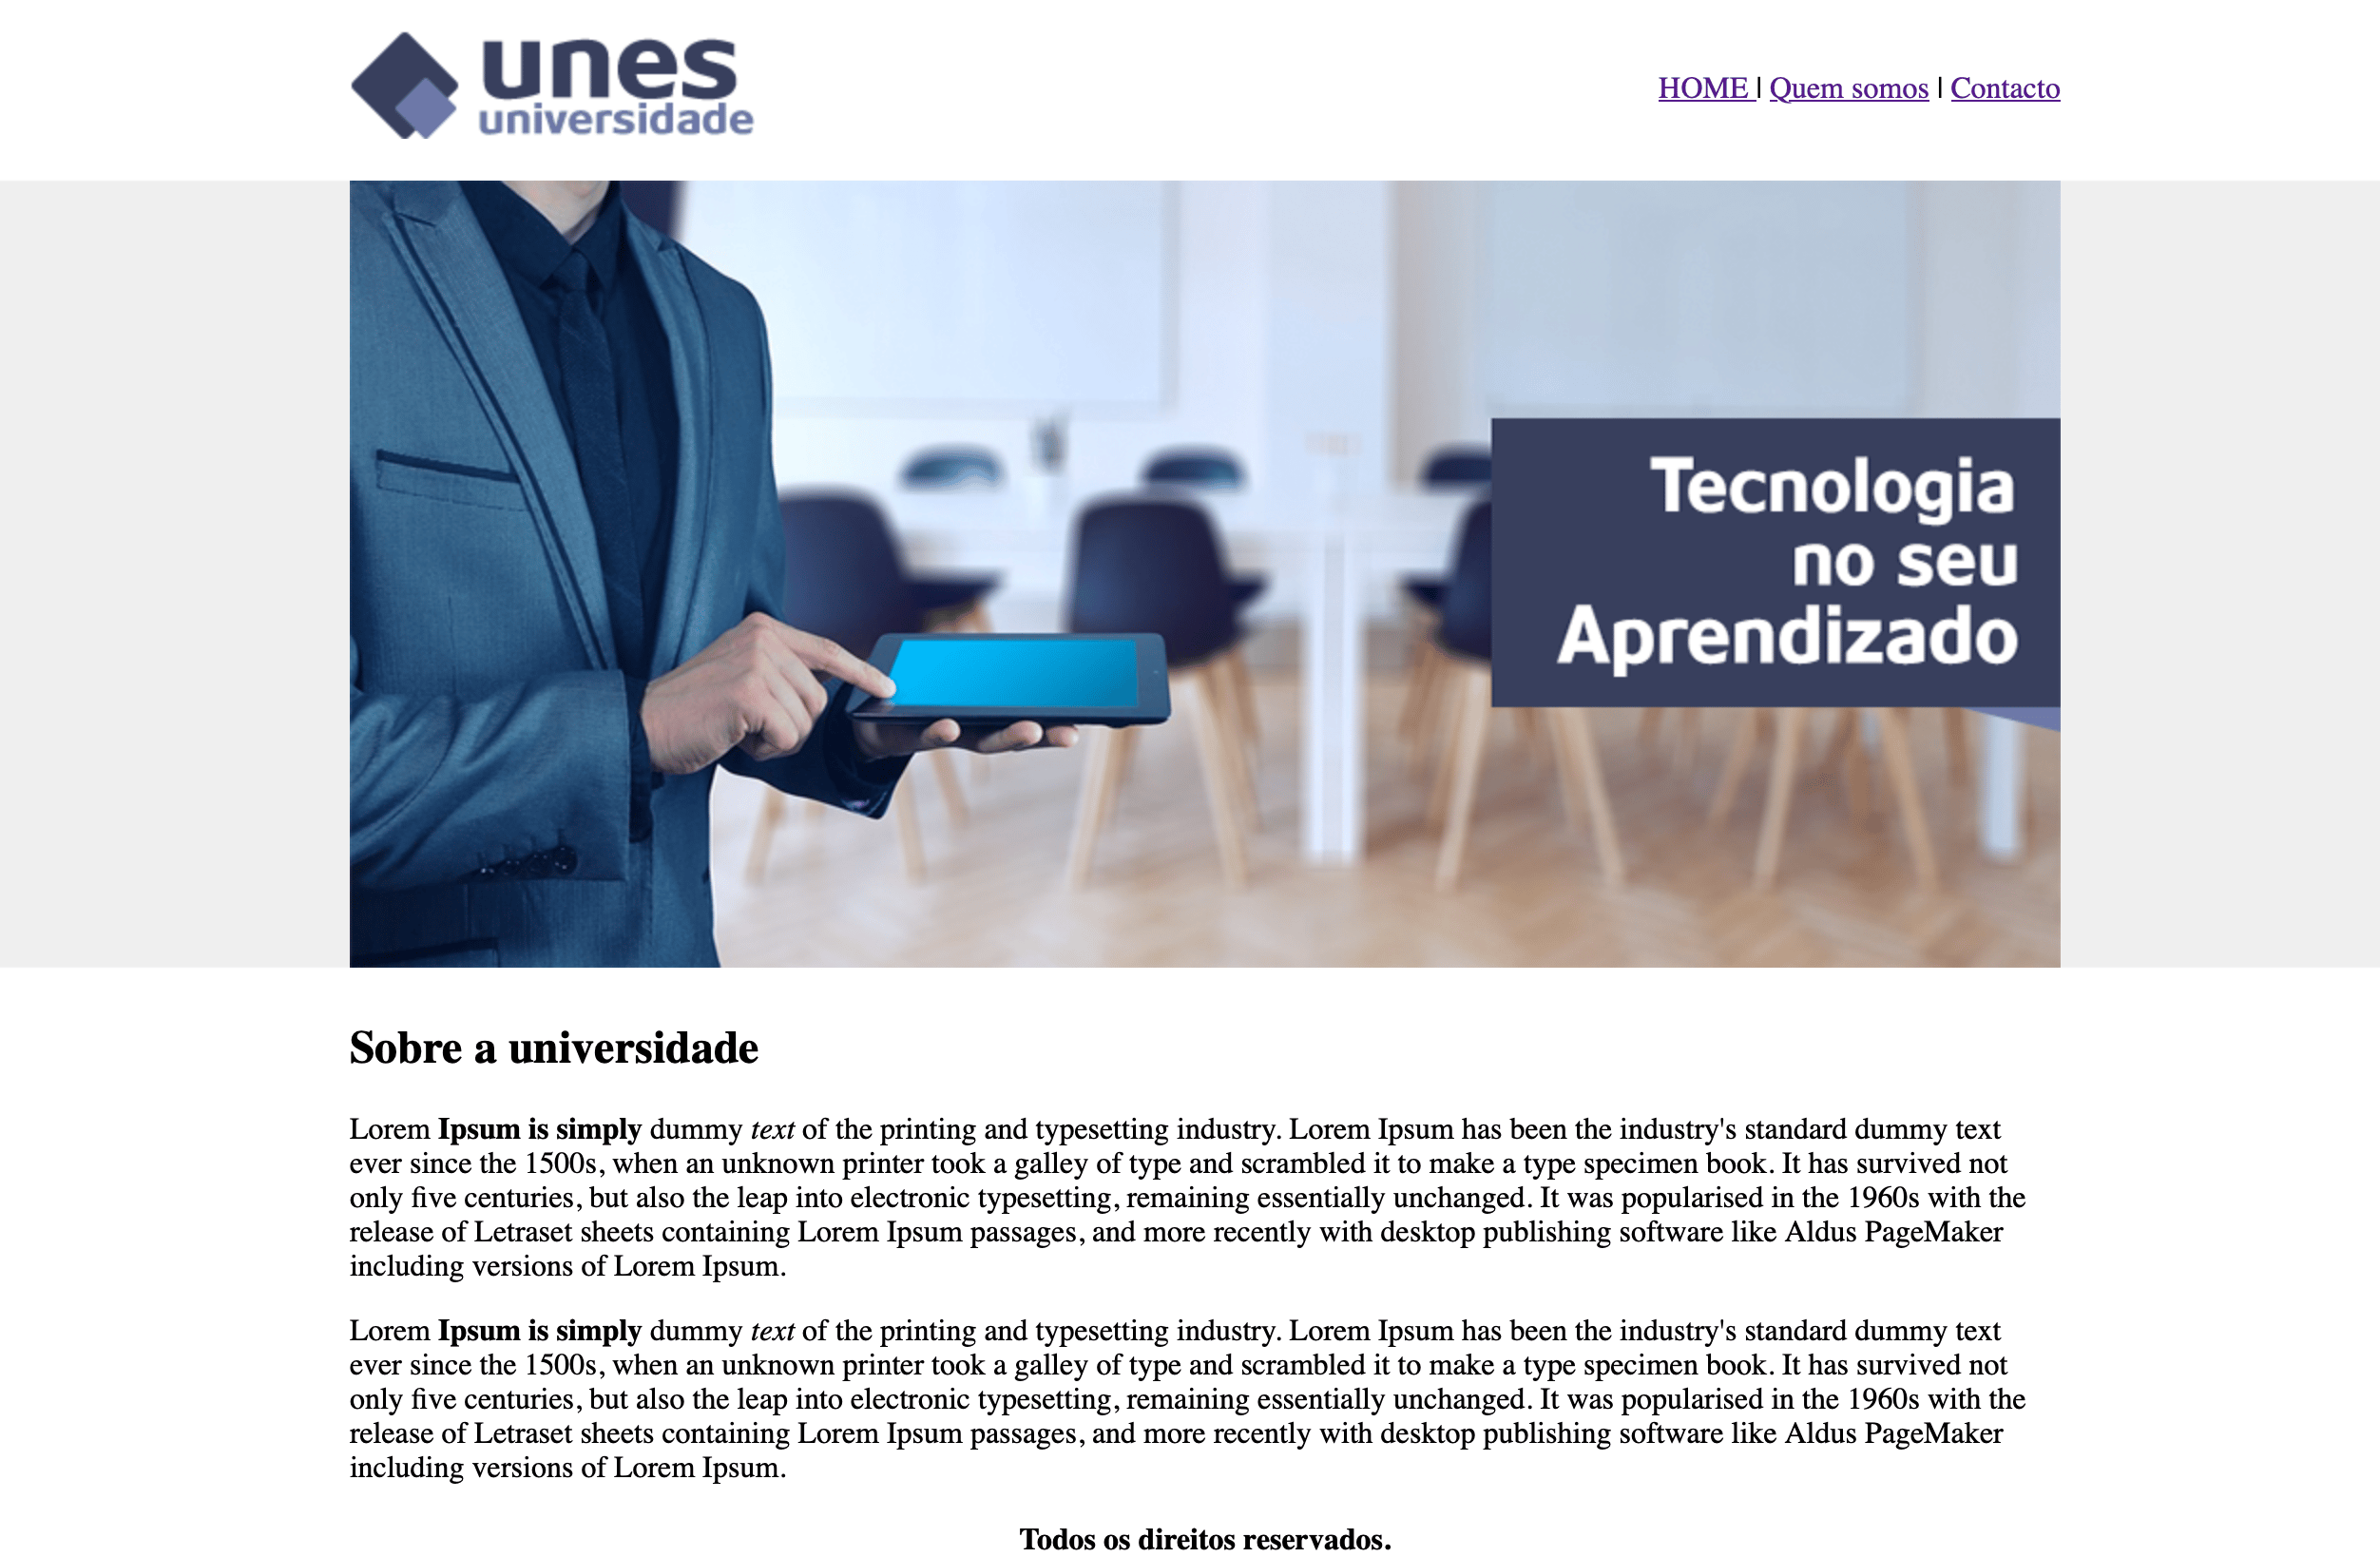 unes
universidade
HOME | Quem somos | Contacto
Tecnologia
no seu
Aprendizado
Sobre a universidade
Lorem Ipsum is simply dummy text of the printing and typesetting industry. Lorem Ipsum has been the industry's standard dummy text
ever since the 1500s, when an unknown printer took a galley of type and scrambled it to make a type specimen book. It has survived not
only five centuries, but also the leap into electronic typesetting, remaining essentially unchanged. It was popularised in the 1960s with the
release of Letraset sheets containing Lorem Ipsum passages, and more recently with desktop publishing software like Aldus PageMaker
including versions of Lorem Ipsum.
Lorem Ipsum is simply dummy text of the printing and typesetting industry. Lorem Ipsum has been the industry's standard dummy text
ever since the 1500s, when an unknown printer took a galley of type and scrambled it to make a type specimen book. It has survived not
only five centuries, but also the leap into electronic typesetting, remaining essentially unchanged. It was popularised in the 1960s with the
release of Letraset sheets containing Lorem Ipsum passages, and more recently with desktop publishing software like Aldus PageMaker
including versions of Lorem Ipsum.
Todos os direitos reservados.